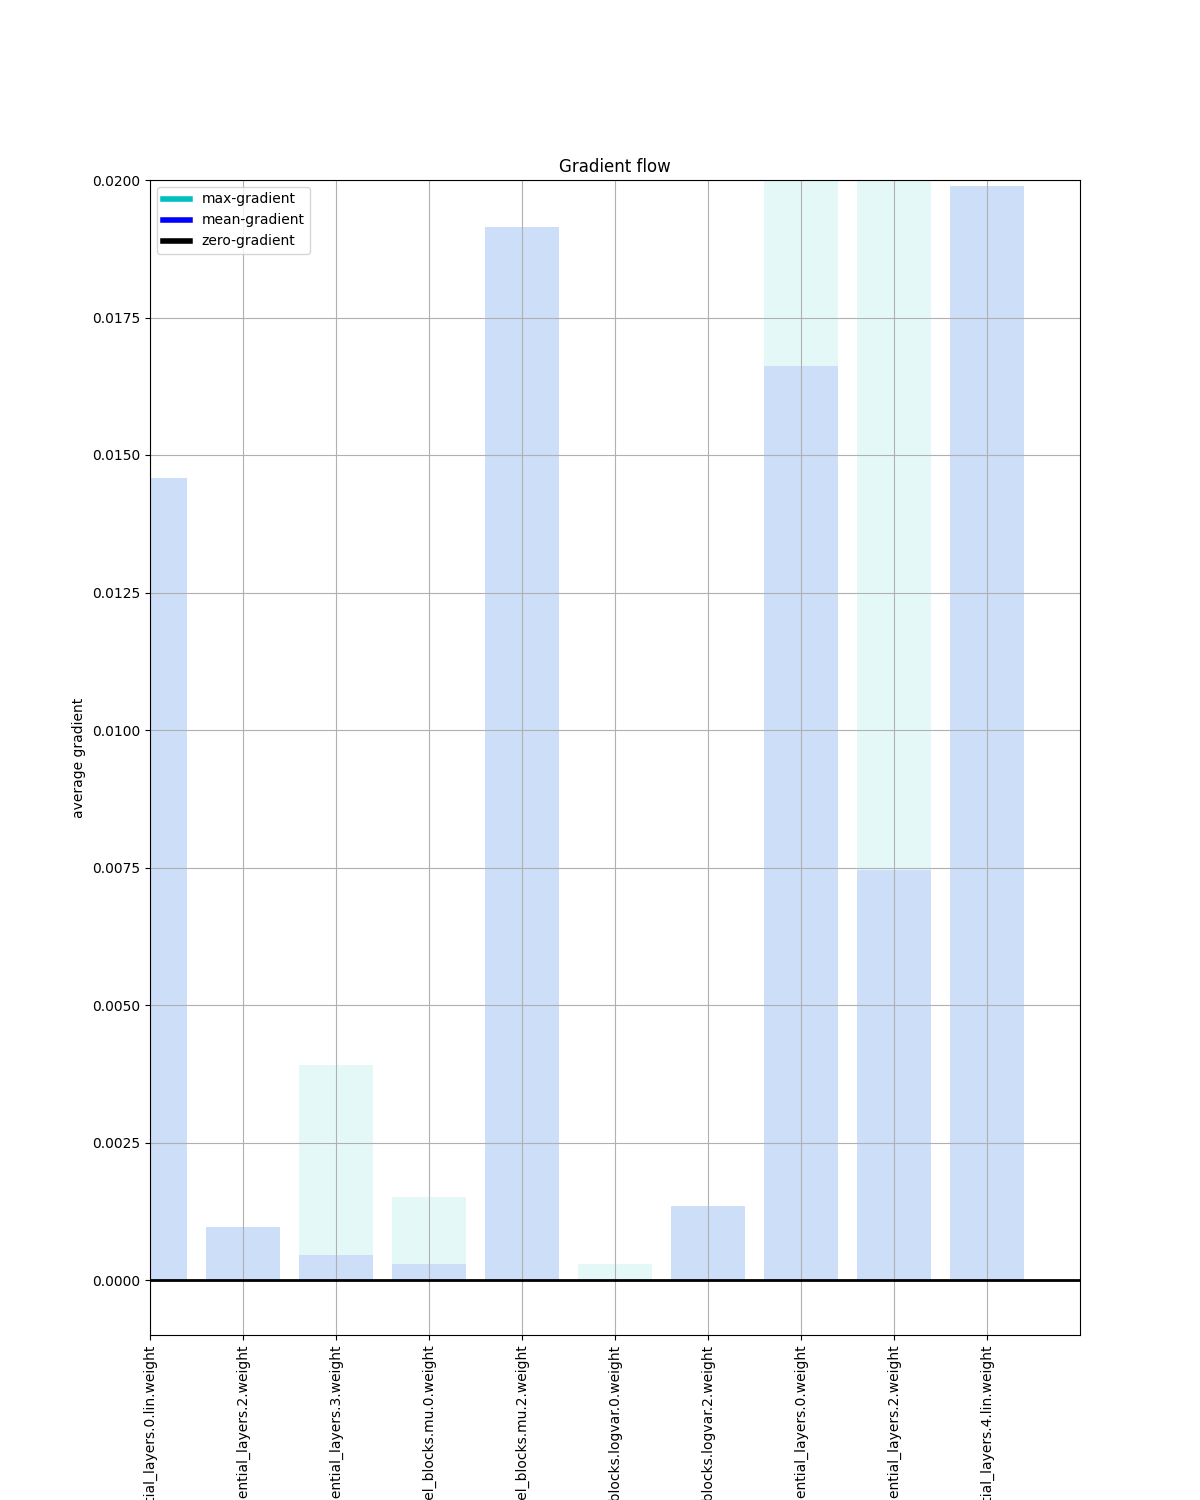 Gradient flow
max-gradient
mean-gradient
zero-gradient
average gradient
0.0200
0.0175
0.0150
0.0125
0.0100
0.0075
0.0050
0.0025
0.0000
tial_layers.0.lin.weight
ential_layers.2.weight
ential_layers.3.weight
el_blocks.mu.0.weight
el_blocks.mu.2.weight
blocks.logvar.0.weight
blocks.logvar.2.weight
ential_layers.0.weight
ential_layers.2.weight
tial_layers.4.lin.weight